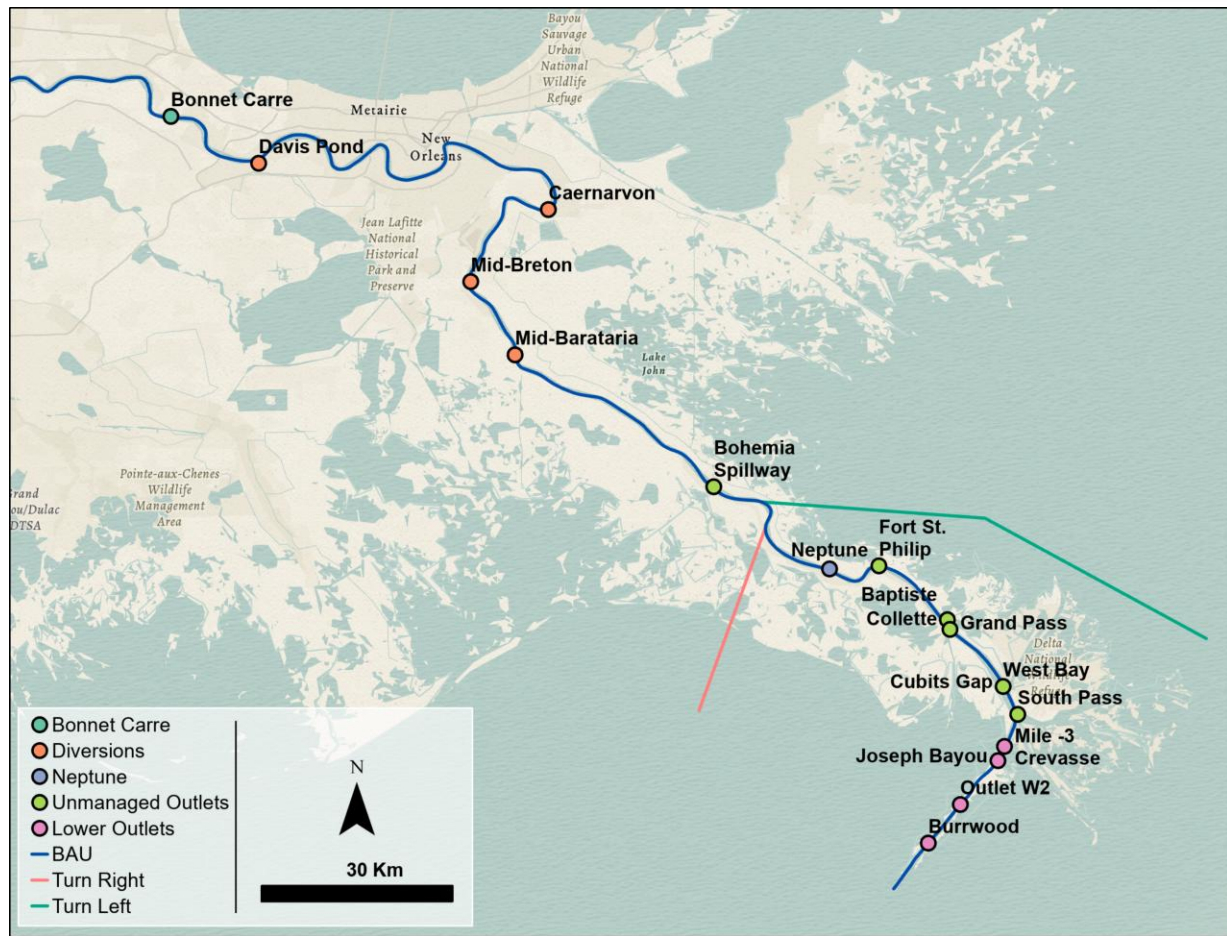 Bayou
Sauvage
Urban
National
Wildlife
Refuge
Bonnet Carre
Metairie
New
Orleans
Davis Pond
Caernarvon
Jean Lafitte
National
Historical
Park and
Preserve
Mid-Breton
Mid-Barataria
Lake
John
Bohemia
Spillway
Pointe-aux-Chenes
Wildlife
Management
Area
Grand
ou/Dulac
DTSA
Fort St.
Philip
Neptune
Baptiste
Collette
Grand Pass
Delta
National
Wildlife
Refuge
West Bay
Cubits Gap
South Pass
Mile -3
Crevasse
Joseph Bayou
Outlet W2
Burrwood
Bonnet Carre
Diversions
Neptune
Unmanaged Outlets
Lower Outlets
BAU
Turn Right
Turn Left
N
30 Km